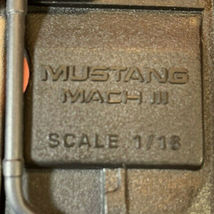 MUSTANG
MACH III
SCALE 1/18